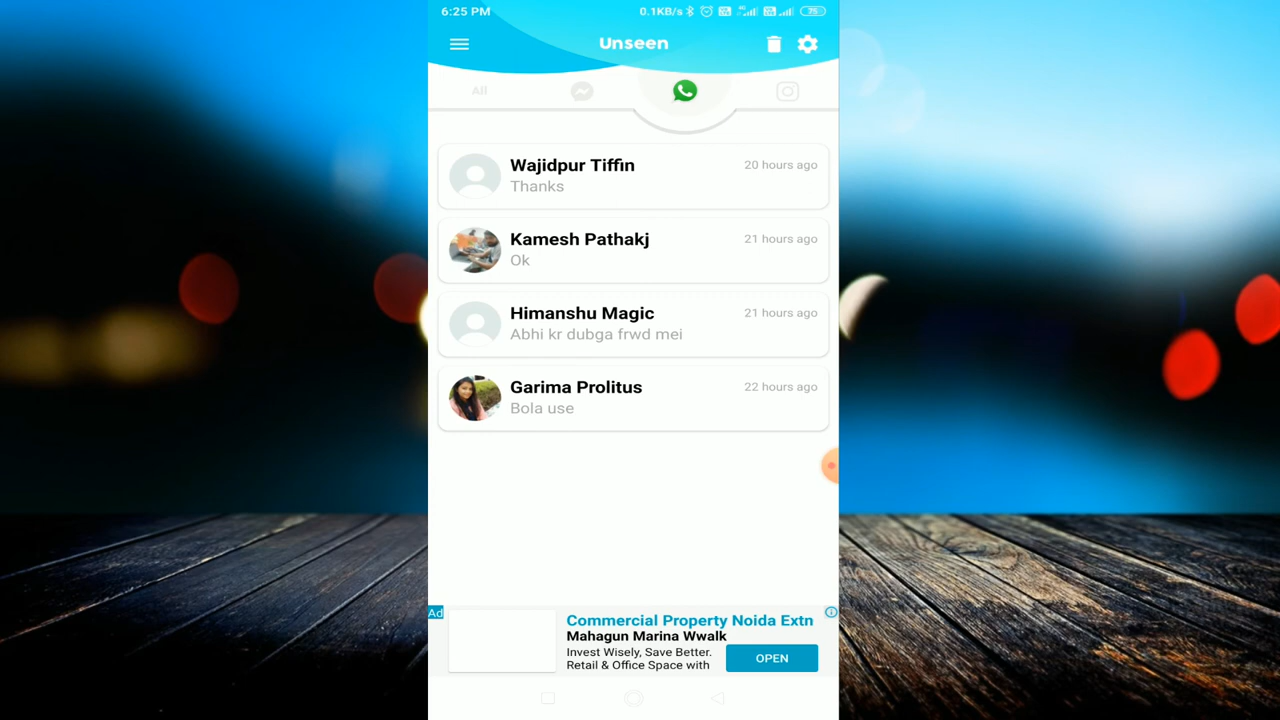 6:25 PM
0.1KB/s
75
Unseen
All
Wajidpur Tiffin
20 hours ago
Thanks
Kamesh Pathakj
21 hours ago
Ok
Himanshu Magic
21 hours ago
Abhi kr dubga frwd mei
Garima Prolitus
22 hours ago
Bola use
Ad
Commercial Property Noida Extn
Mahagun Marina Wwalk
Invest Wisely, Save Better.
Retail & Office Space with
OPEN